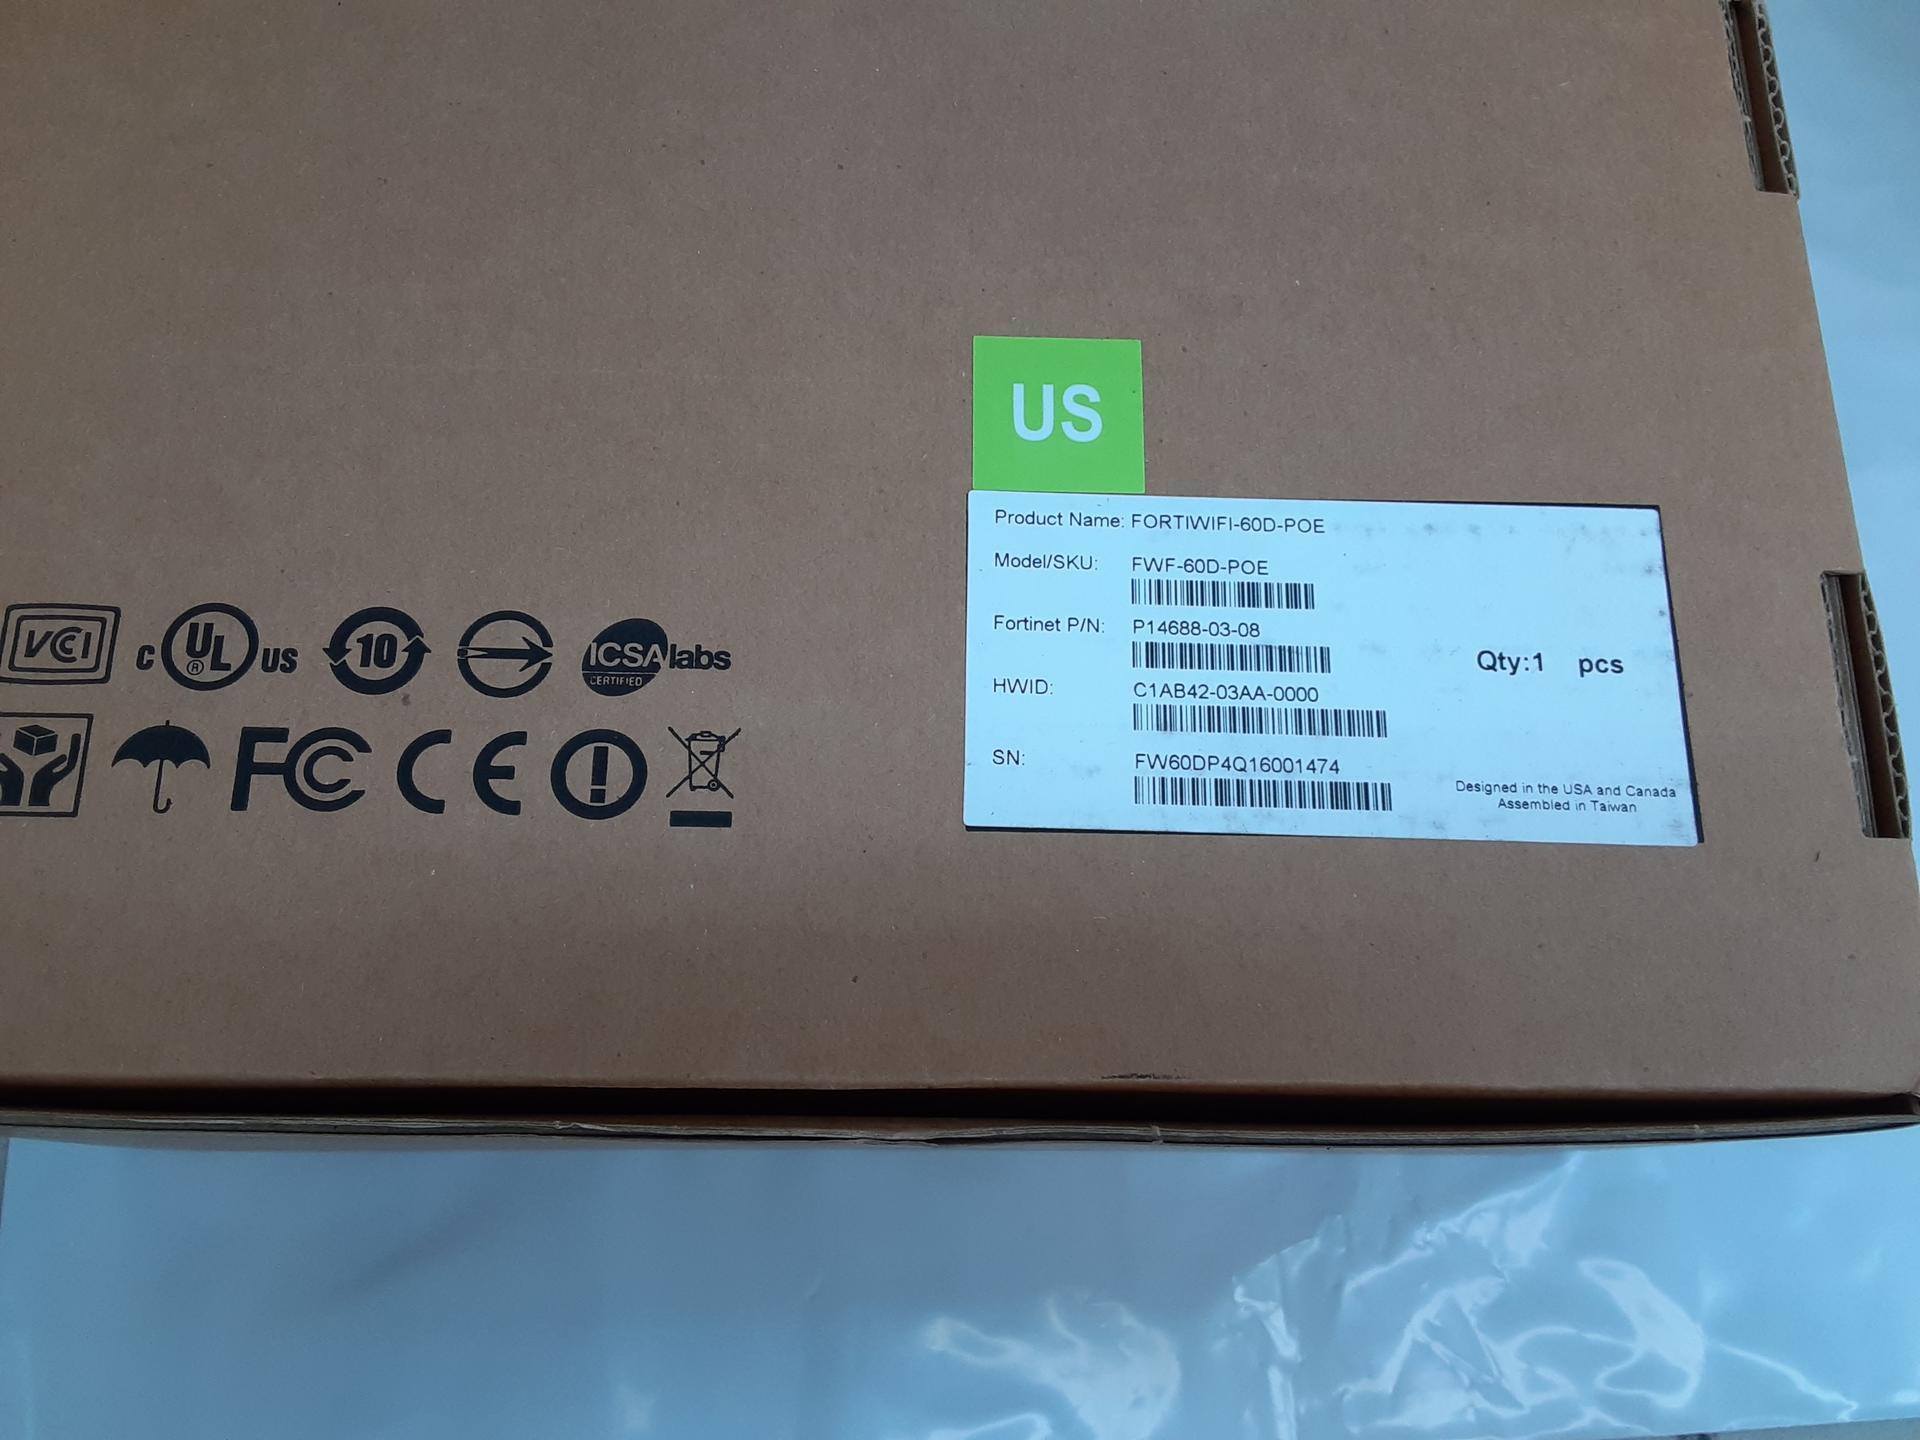 US
Product Name: FORTIWIFI-60D-POE
Model/SKU: FWF-60D-POE
Fortinet P/N: P14688-03-08
Qty:1 pcs
HWID: C1AB42-03AA-0000
SN: FW60DP4Q16001474
Designed in the USA and Canada
Assembled in Taiwan
VCCI c UL ® US 10 ICSA labs
CERTIFIED
FC CE